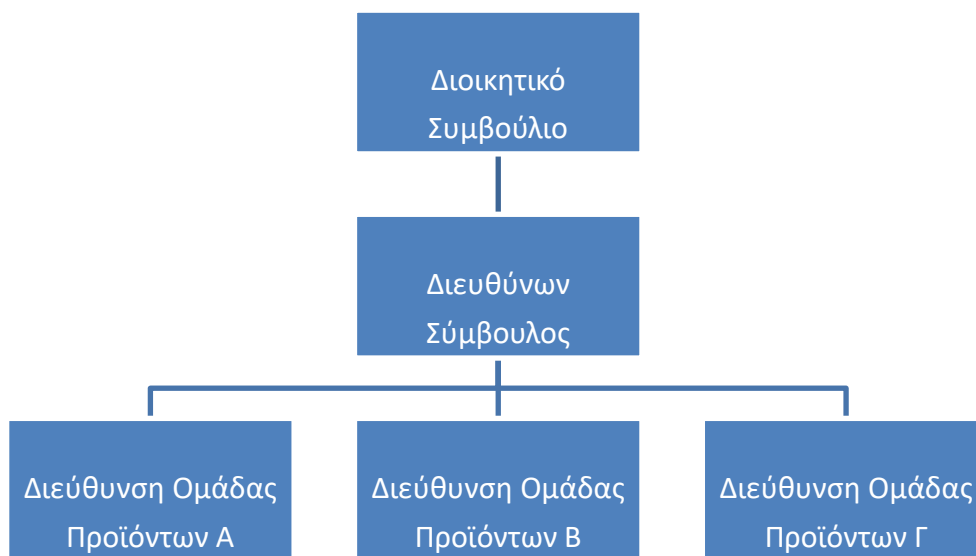 Διοικητικό
Συμβούλιο
Διευθύνων
Σύμβουλος
Διεύθυνση Ομάδας
Προϊόντων Α
Διεύθυνση Ομάδας
Προϊόντων Β
Διεύθυνση Ομάδας
Προϊόντων Γ